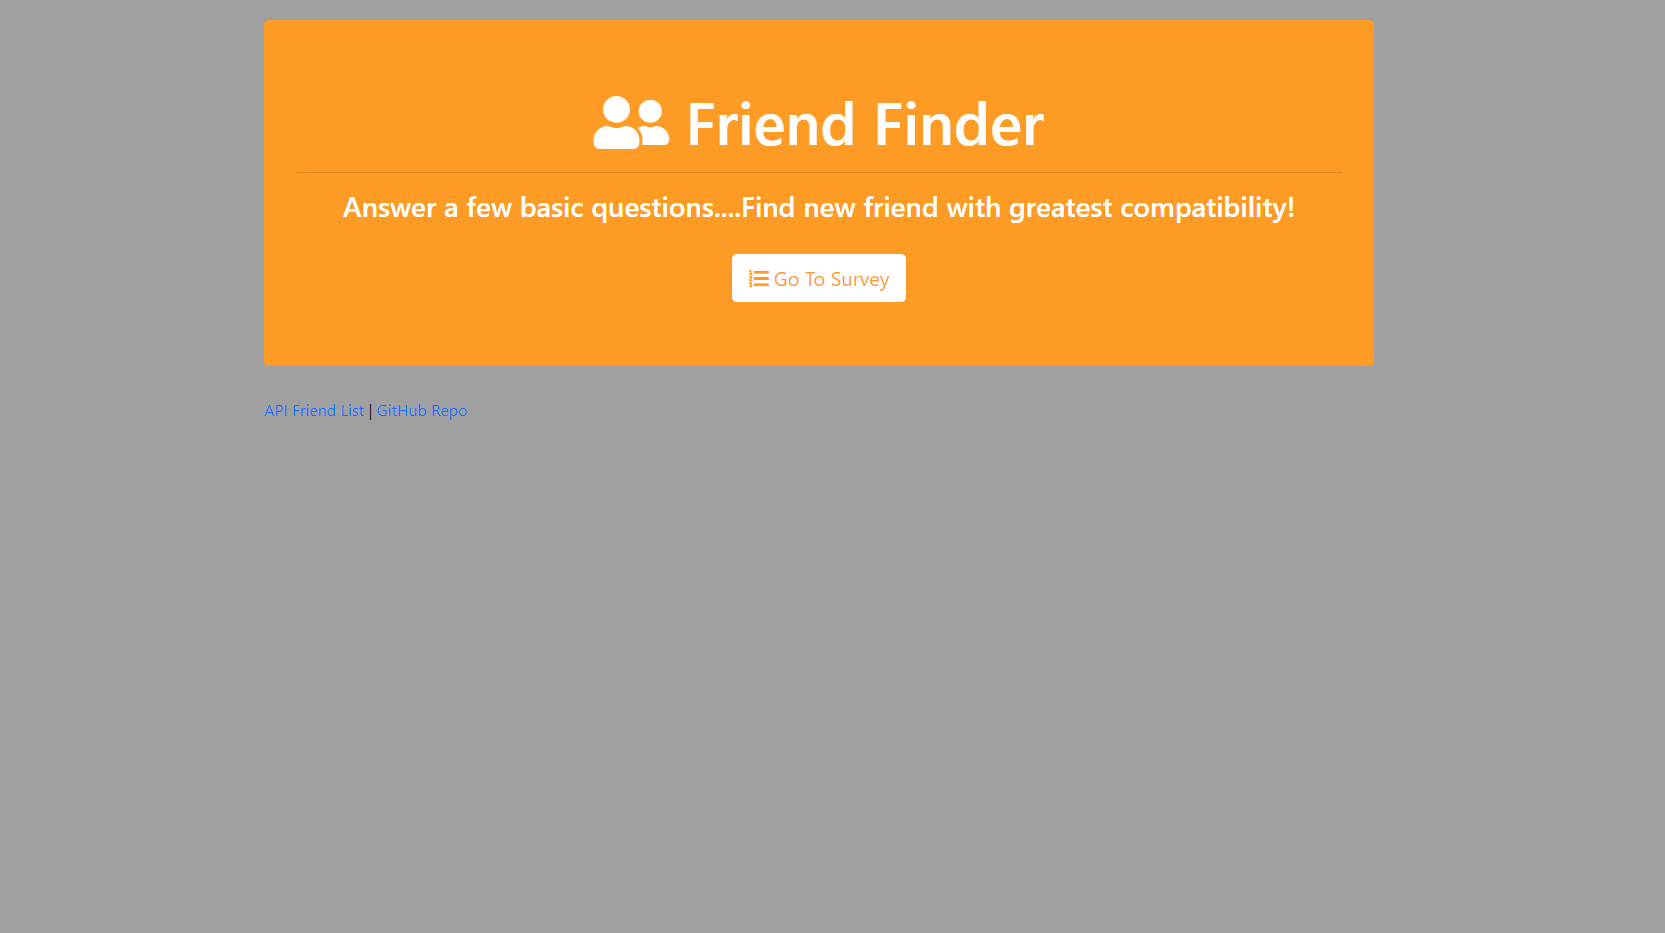 Friend Finder
Answer a few basic questions....Find new friend with greatest compatibility!
Go To Survey
API Friend List | GitHub Repo